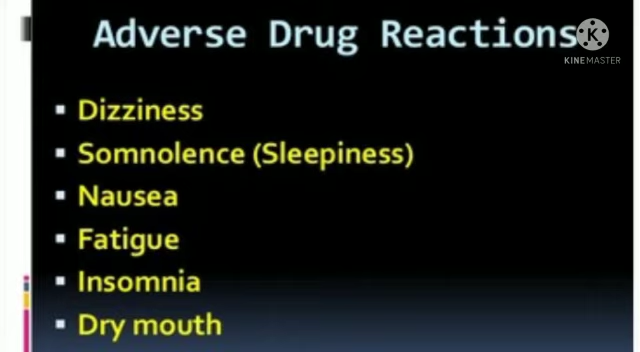 Adverse Drug Reactions
K
KINEMASTER
▪ Dizziness
▪ Somnolence (Sleepiness)
▪ Nausea
▪ Fatigue
▪ Insomnia
▪ Dry mouth